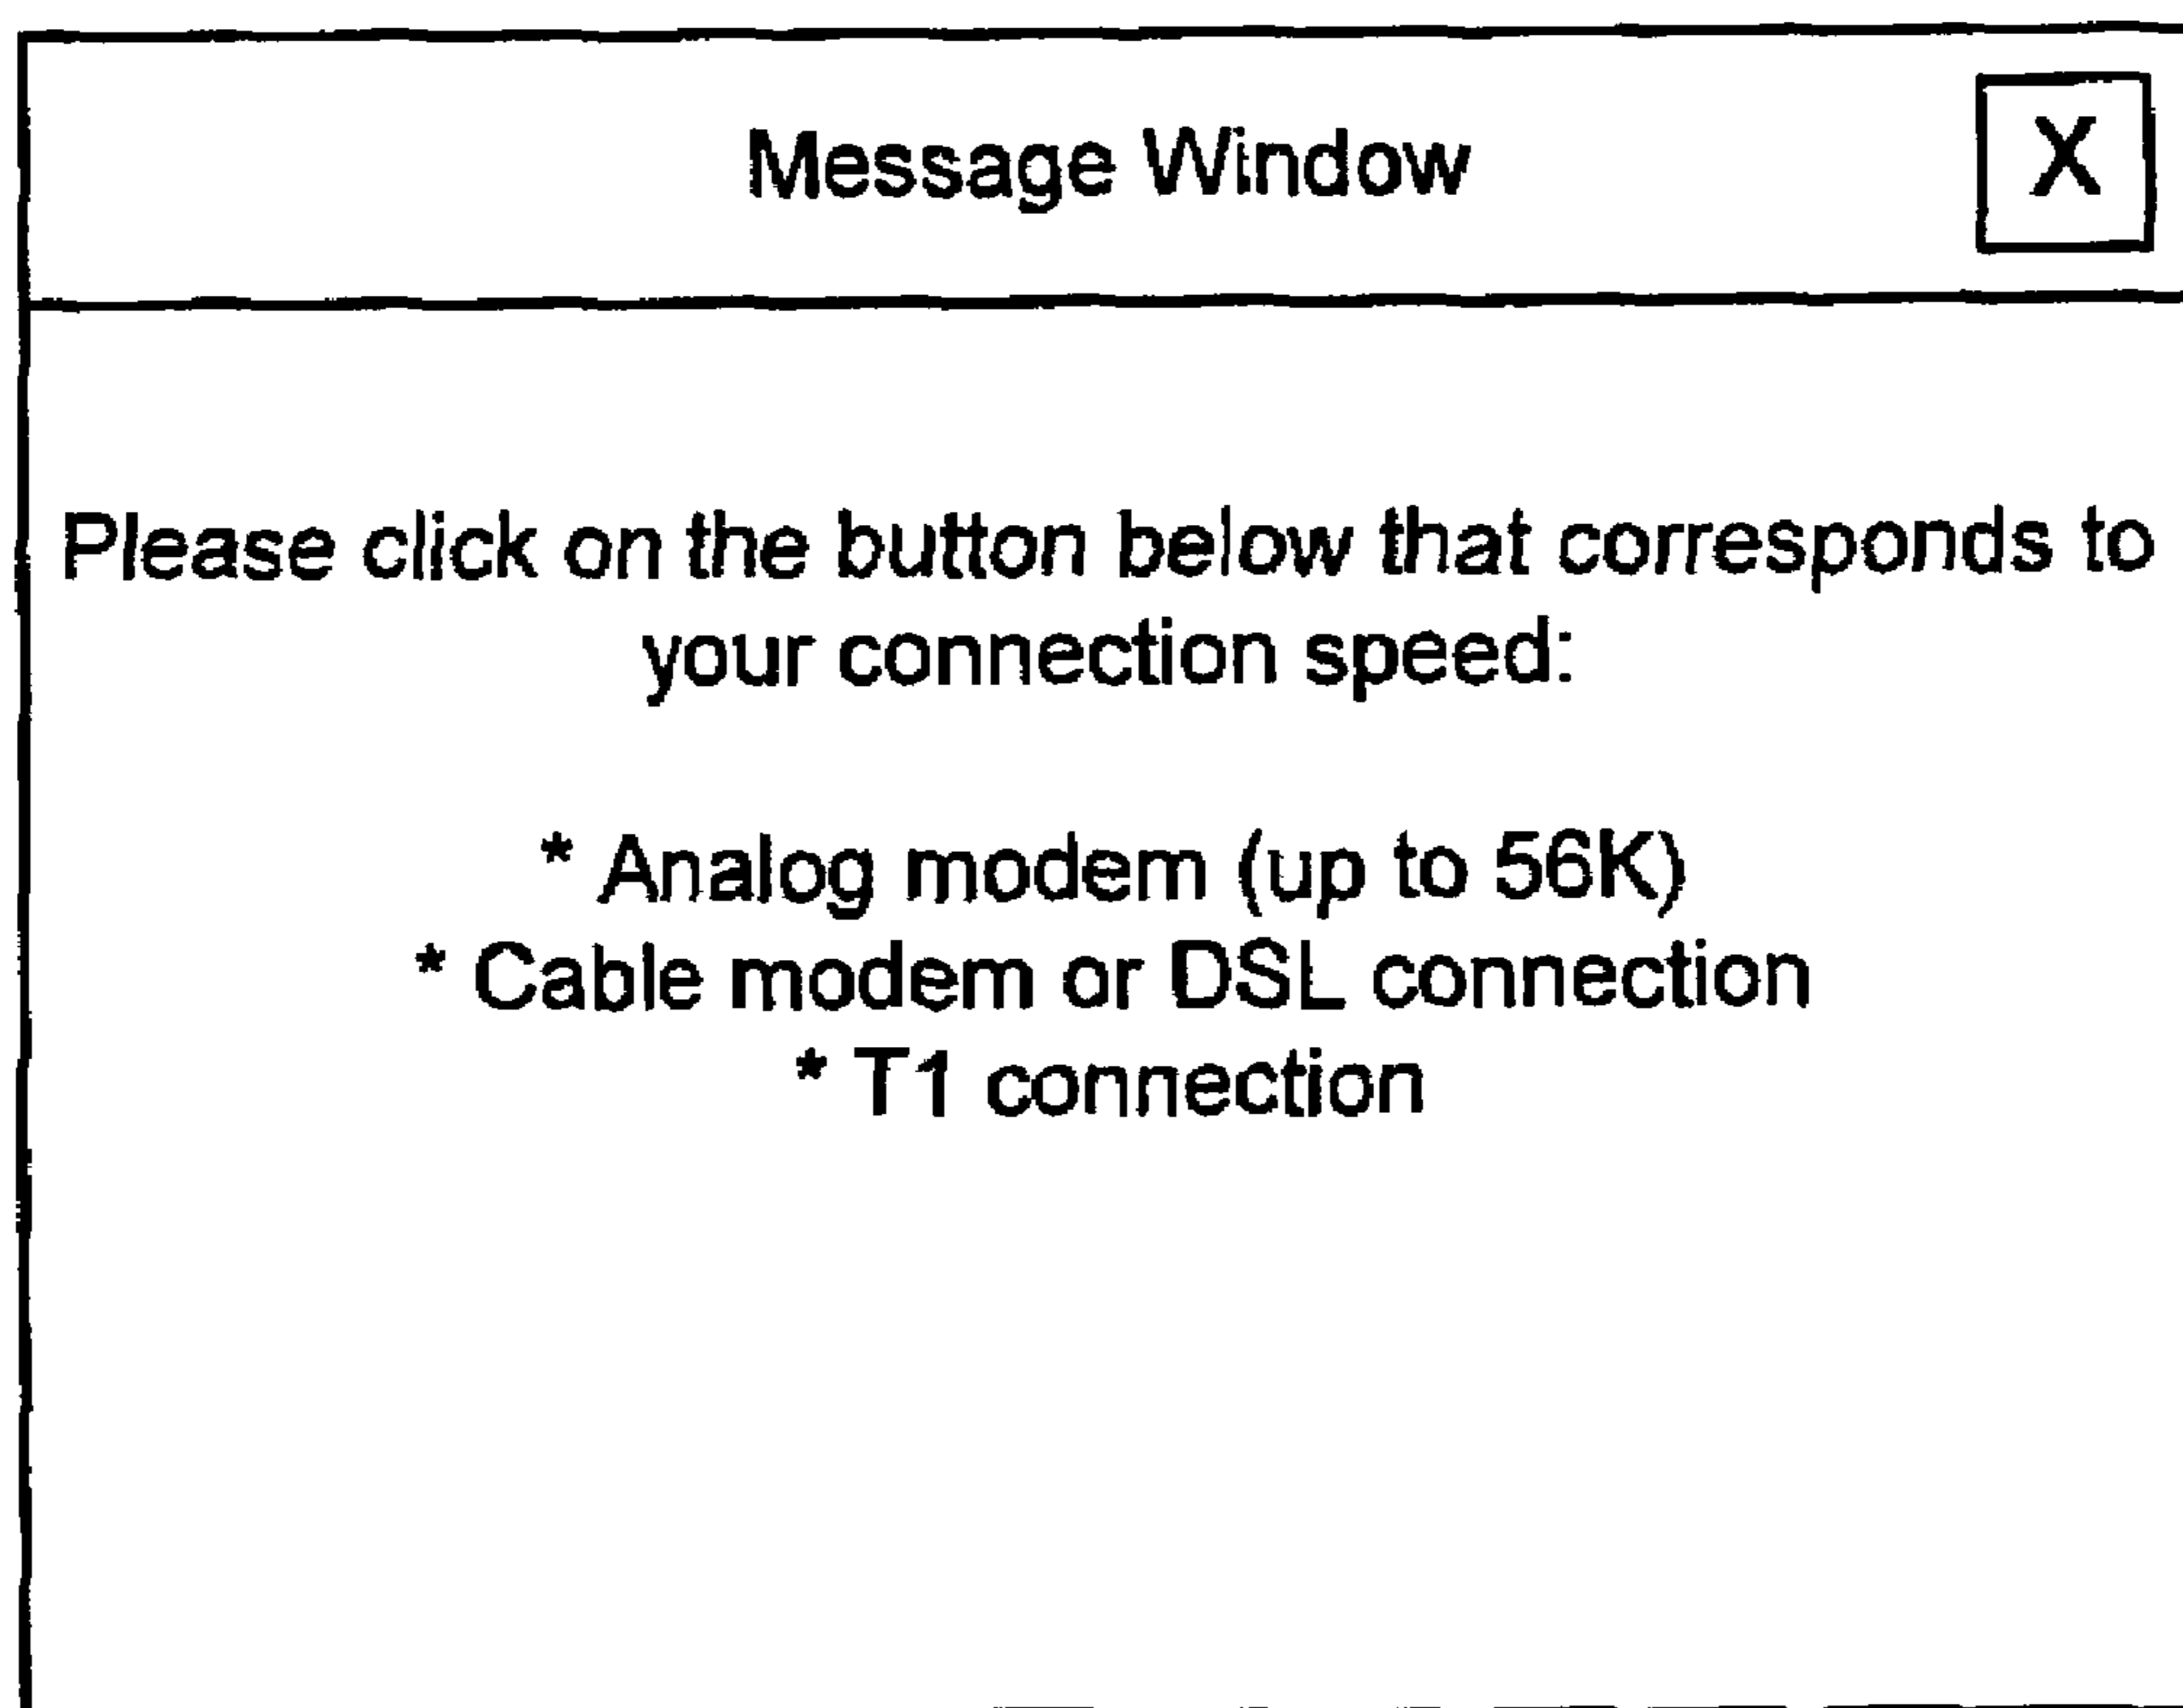 Message Window
X
Please click on the button below that corresponds to
your connection speed:
* Analog modem (up to 56K)
* Cable modem or DSL connection
* T1 connection